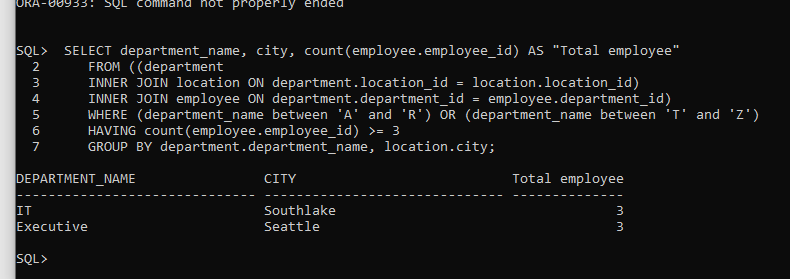 ORA-00933: SQL command not properly ended
SQL>  SELECT department_name, city, count(employee.employee_id) AS "Total employee"
  2      FROM ((department
  3      INNER JOIN location ON department.location_id = location.location_id)
  4      INNER JOIN employee ON department.department_id = employee.department_id)
  5      WHERE (department_name between 'A' and 'R') OR (department_name between 'T' and 'Z')
  6      HAVING count(employee.employee_id) >= 3
  7      GROUP BY department.department_name, location.city;
DEPARTMENT_NAME                CITY                           Total employee
------------------------------ ------------------------------ --------------
IT                             Southlake                                   3
Executive                      Seattle                                     3
SQL>